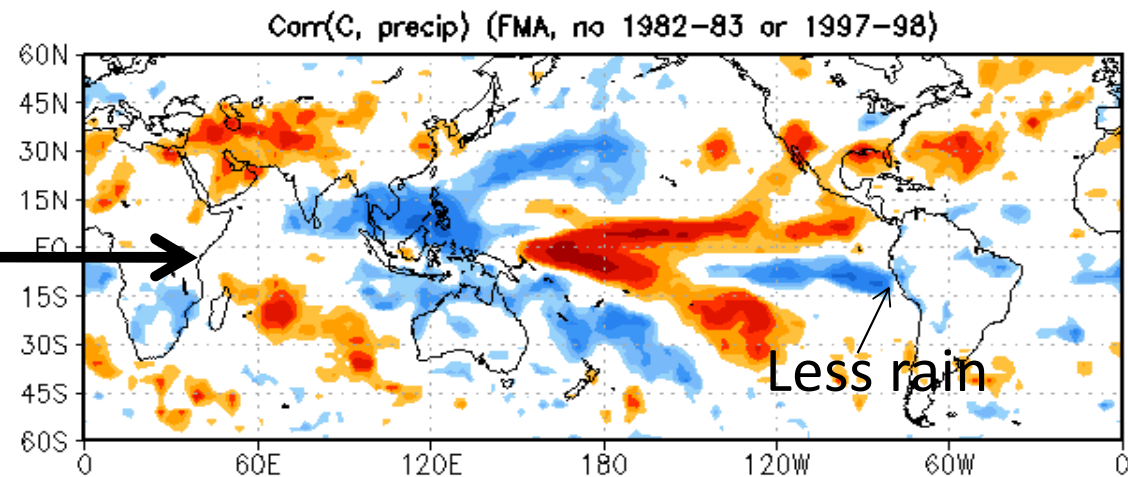 Corr(C, precip) (FMA, no 1982-83 or 1997-98)
60N
45N
30N
15N
EQ
15S
30S
45S
60S
Less rain
0 60E 120E 180 120W 60W 0